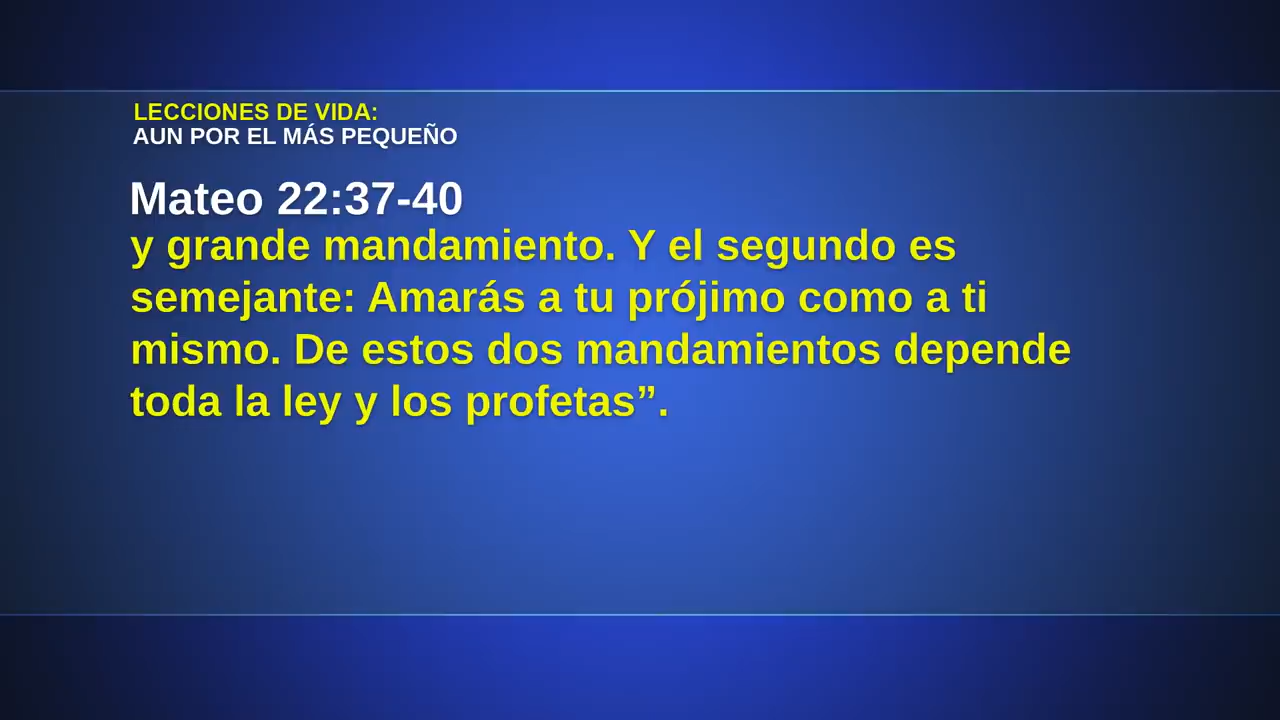 LECCIONES DE VIDA:
AUN POR EL MÁS PEQUEÑO
Mateo 22:37-40
y grande mandamiento. Y el segundo es
semejante: Amarás a tu prójimo como a ti
mismo. De estos dos mandamientos depende
toda la ley y los profetas”.